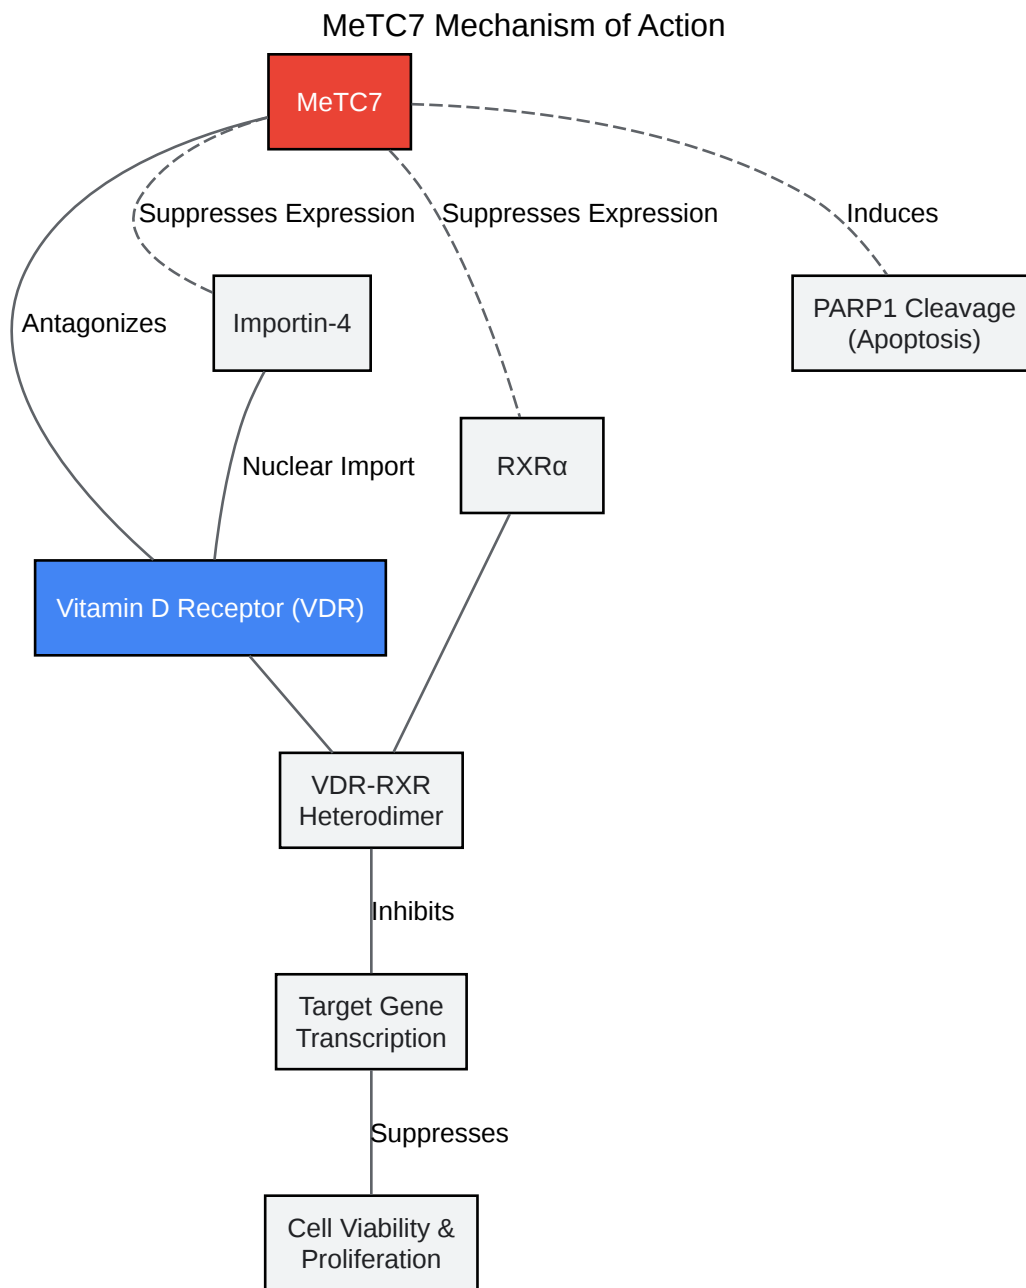 MeTC7 Mechanism of Action
MeTC7
Suppresses Expression
Suppresses Expression
Induces
Antagonizes
Importin-4
PARP1 Cleavage
(Apoptosis)
Nuclear Import
RXRα
Vitamin D Receptor (VDR)
VDR-RXR
Heterodimer
Inhibits
Target Gene
Transcription
Suppresses
Cell Viability &
Proliferation